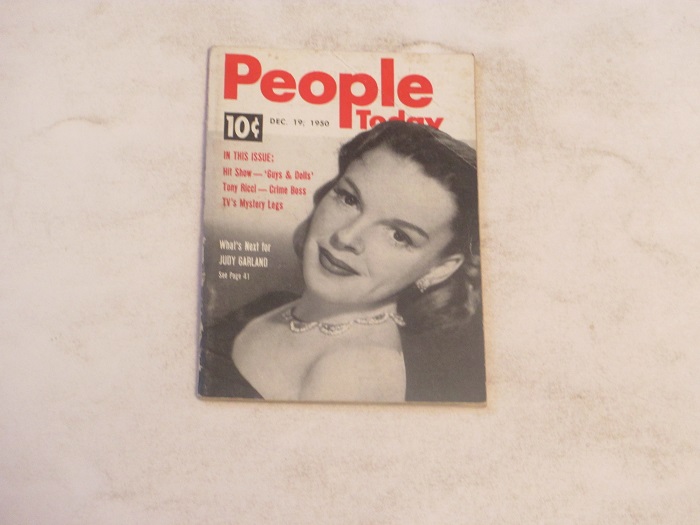 People
Today
10¢
DEC. 19, 1950
IN THIS ISSUE:
Hit Show — 'Guys & Dolls'
Tony Ricci — Crime Boss
TV's Mystery Legs
What's Next for
JUDY GARLAND
See Page 41